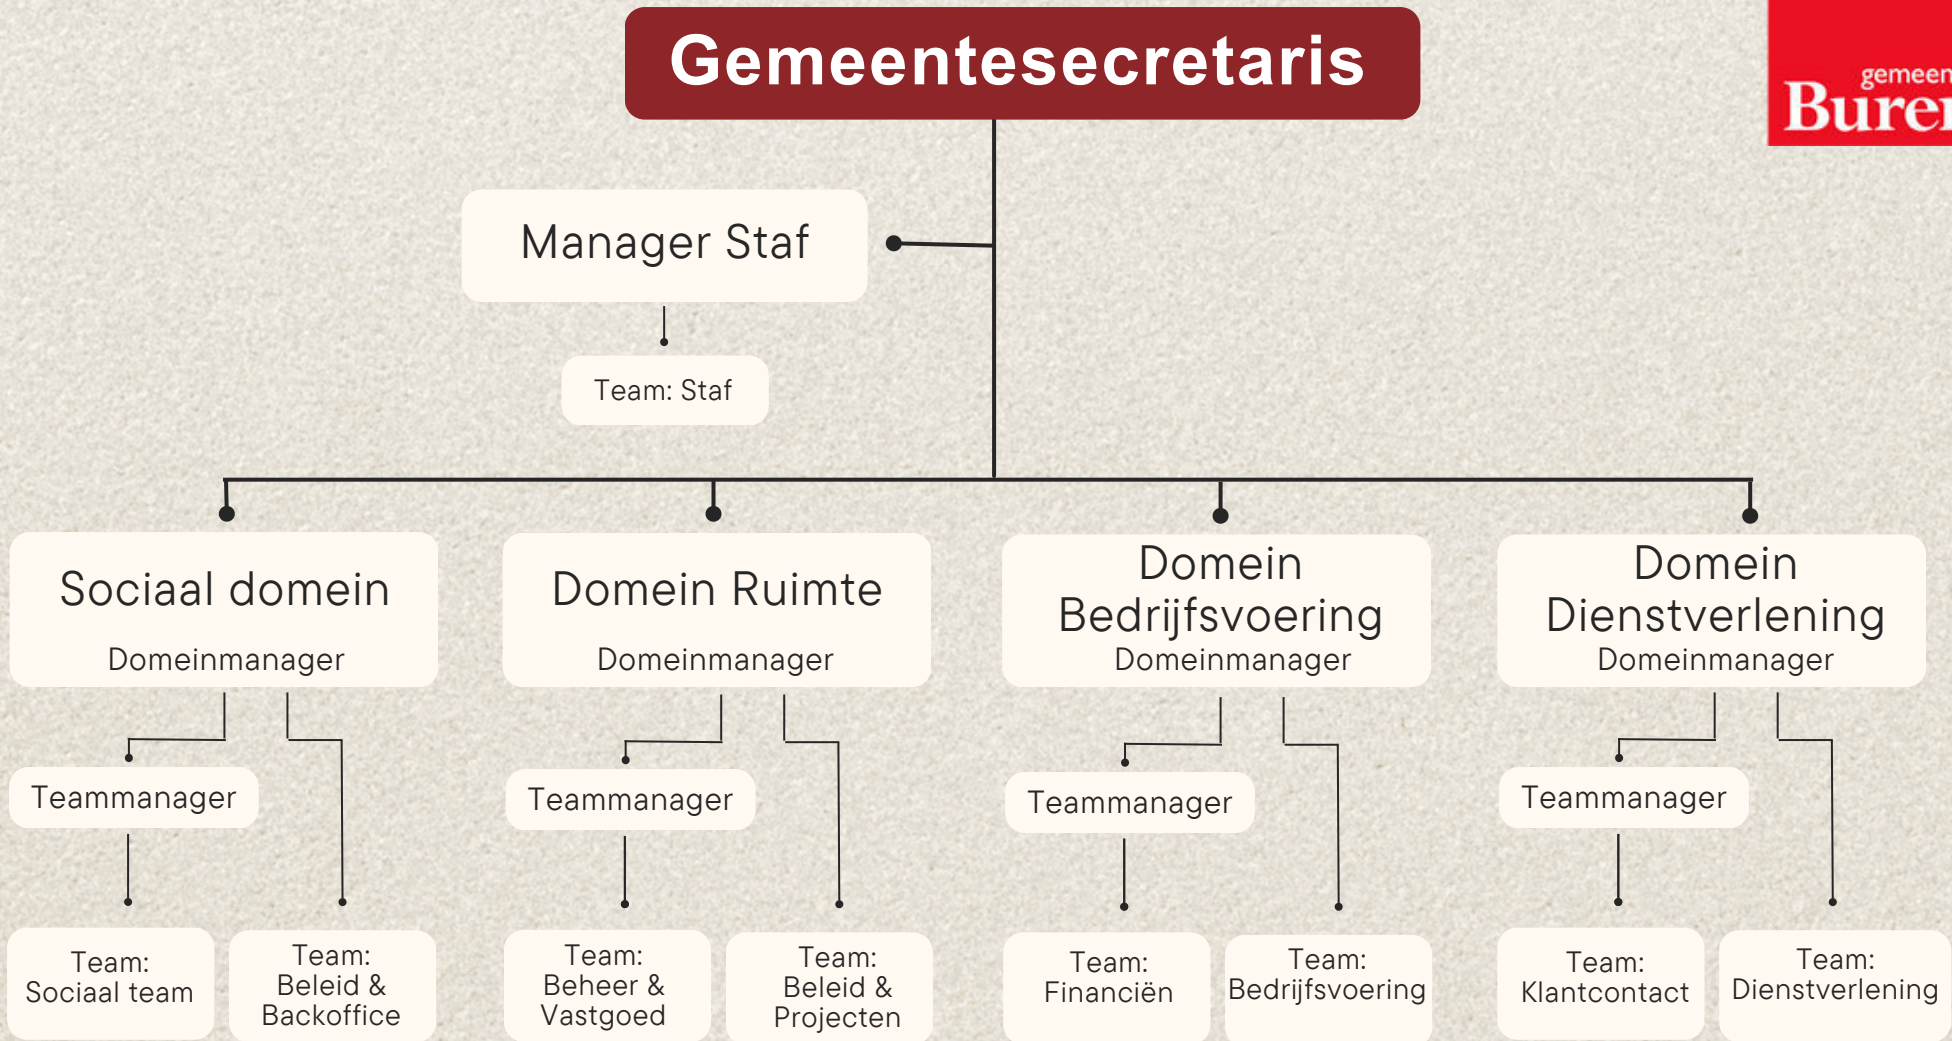 Gemeentesecretaris
Buren
Manager Staf
Team: Staf
Sociaal domein
Domeinmanager
Domein Ruimte
Domeinmanager
Domein
Bedrijfsvoering
Domeinmanager
Domein
Dienstverlening
Domeinmanager
Teammanager
Teammanager
Teammanager
Teammanager
Team:
Sociaal team
Team:
Beleid &
Backoffice
Team:
Beheer &
Vastgoed
Team:
Beleid &
Projecten
Team:
Financiën
Team:
Bedrijfsvoering
Team:
Klantcontact
Team:
Dienstverlening